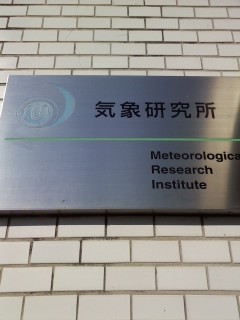 気象研究所
Meteorologica
Research
Institute